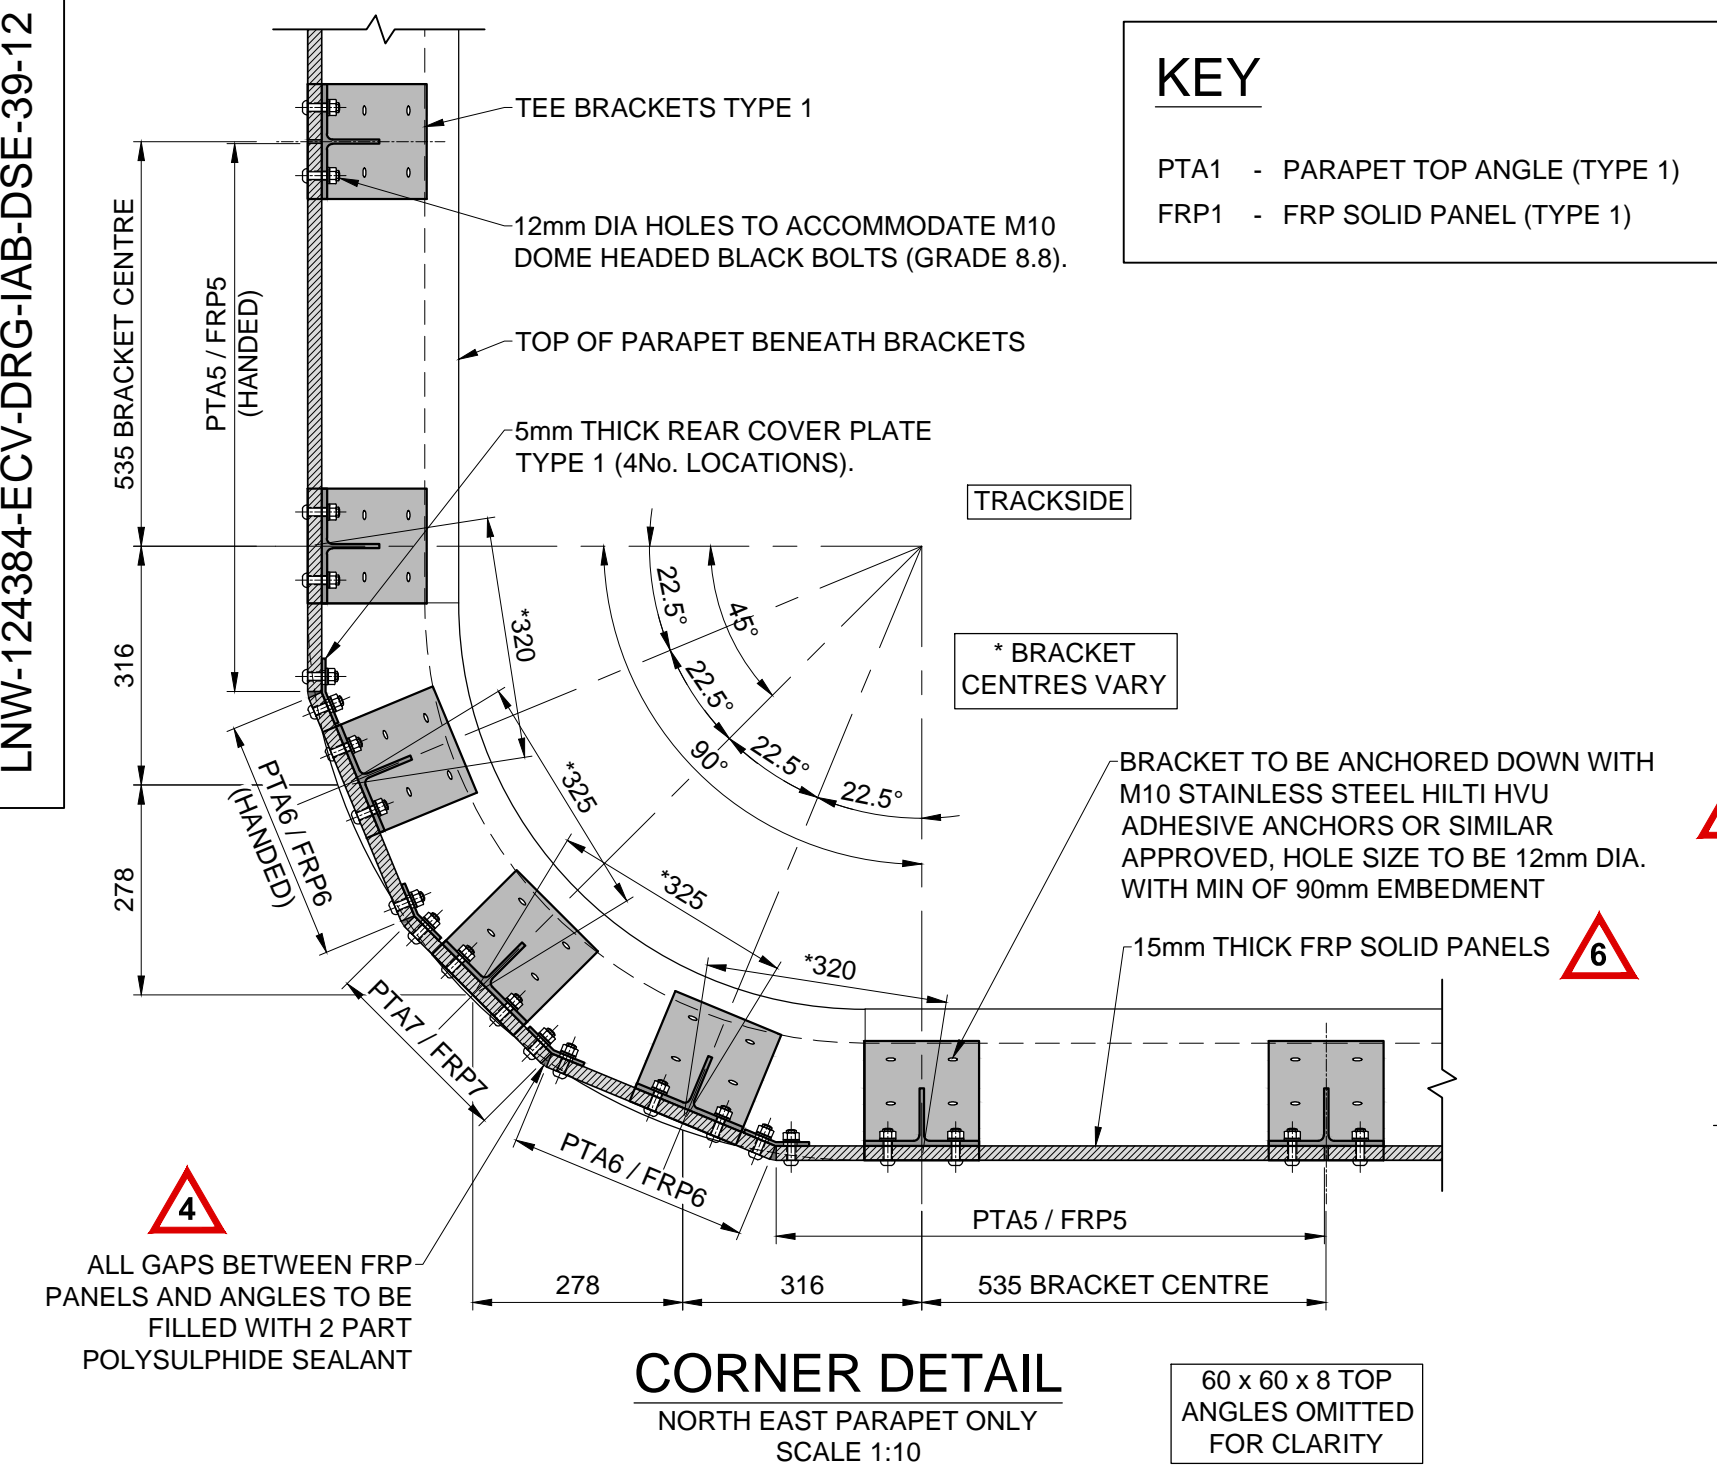 LNW-124384-ECV-DRG-IAB-DSE-39-12
TEE BRACKETS TYPE 1
12mm DIA HOLES TO ACCOMMODATE M10
DOME HEADED BLACK BOLTS (GRADE 8.8).
TOP OF PARAPET BENEATH BRACKETS
5mm THICK REAR COVER PLATE
TYPE 1 (4No. LOCATIONS).
KEY
PTA1 - PARAPET TOP ANGLE (TYPE 1)
FRP1 - FRP SOLID PANEL (TYPE 1)
535 BRACKET CENTRE
PTA5 / FRP5
(HANDED)
316
278
TRACKSIDE
* BRACKET
CENTRES VARY
*320
*325
*325
*320
22.5°
22.5°
22.5°
22.5°
45°
90°
PTA6 / FRP6
(HANDED)
PTA7 / FRP7
PTA6 / FRP6
PTA5 / FRP5
BRACKET TO BE ANCHORED DOWN WITH
M10 STAINLESS STEEL HILTI HVU
ADHESIVE ANCHORS OR SIMILAR
APPROVED, HOLE SIZE TO BE 12mm DIA.
WITH MIN OF 90mm EMBEDMENT
15mm THICK FRP SOLID PANELS
6
4
ALL GAPS BETWEEN FRP
PANELS AND ANGLES TO BE
FILLED WITH 2 PART
POLYSULPHIDE SEALANT
278
316
535 BRACKET CENTRE
CORNER DETAIL
NORTH EAST PARAPET ONLY
SCALE 1:10
60 x 60 x 8 TOP
ANGLES OMITTED
FOR CLARITY